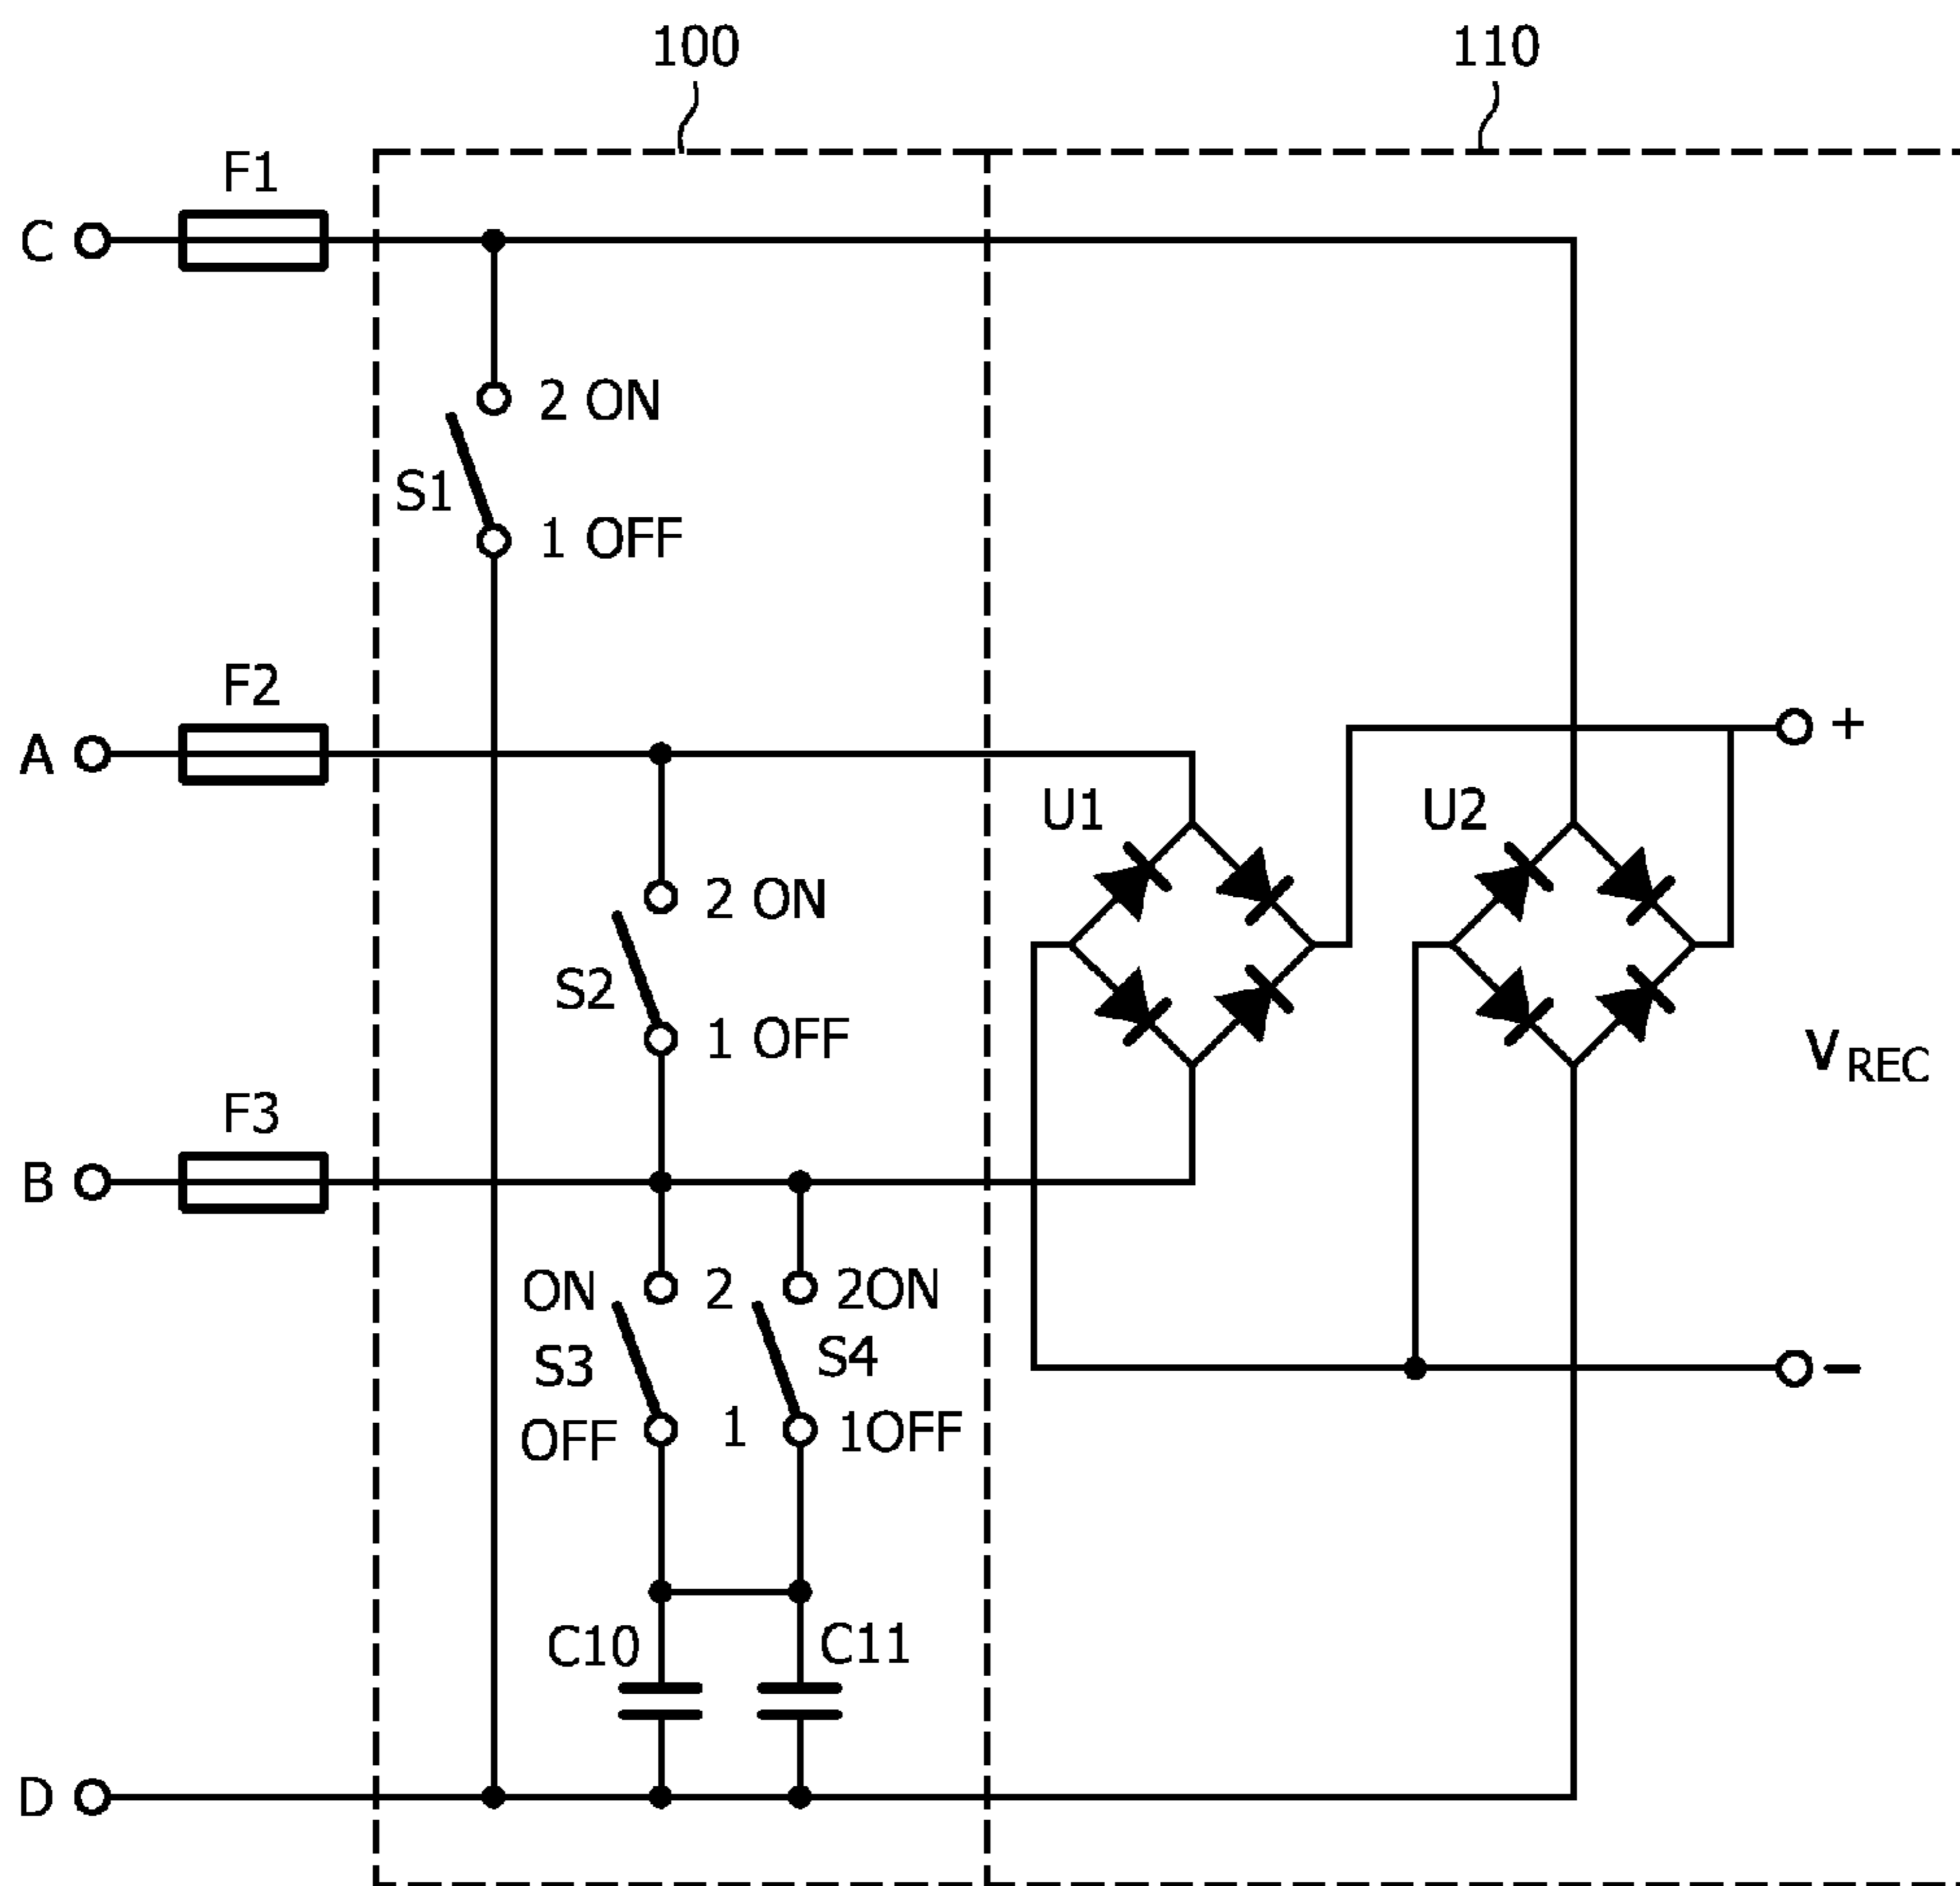 100
110
F1
C
2 ON
S1
1 OFF
F2
A
+
U1
U2
2 ON
S2
1 OFF
VREC
F3
B
ON 2 2ON
S3 S4
OFF 1 1OFF
−
C10 C11
D